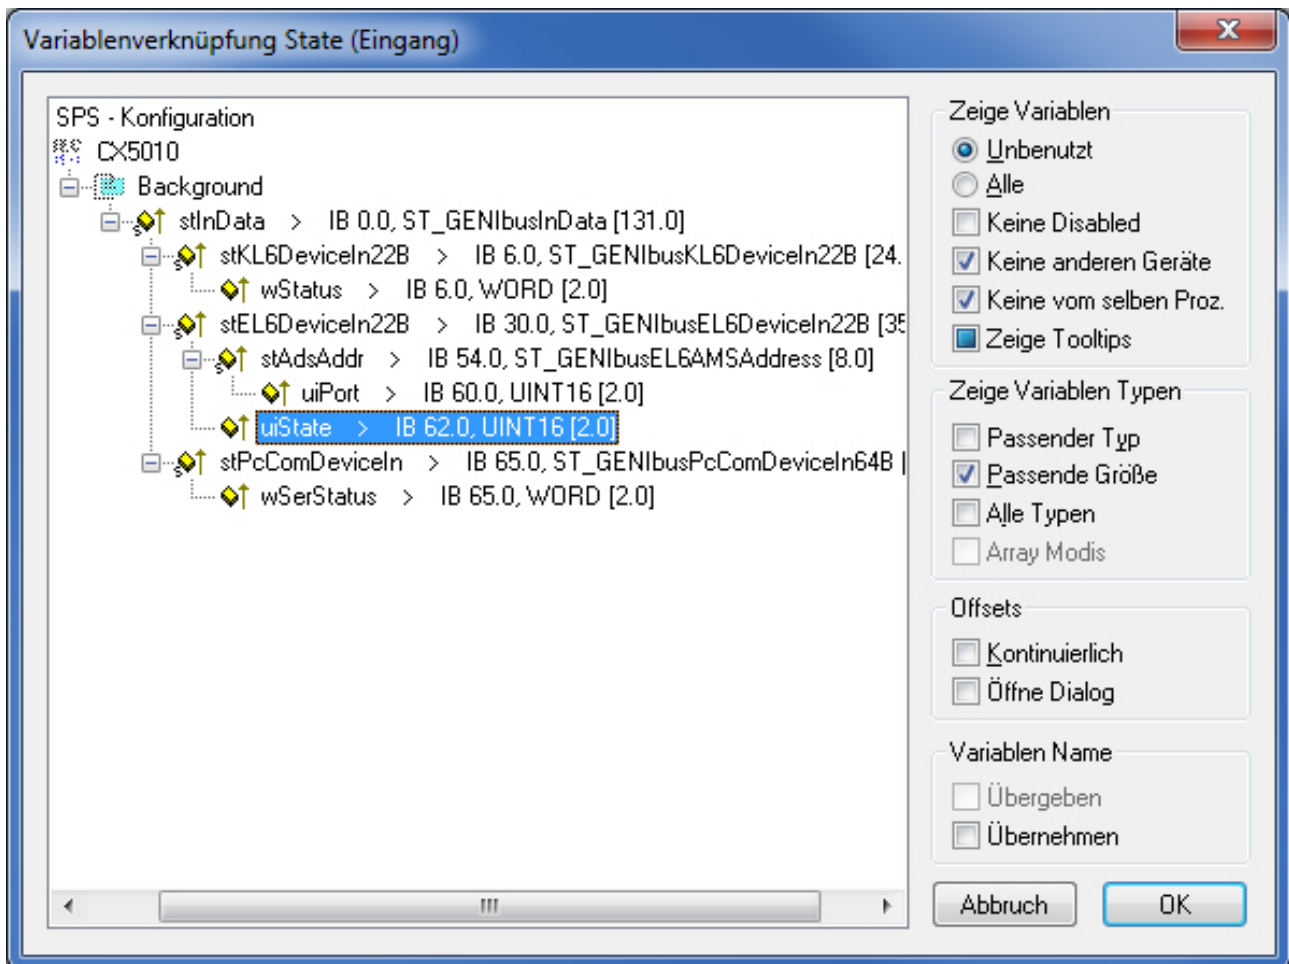 Variablenverknüpfung State (Eingang)
SPS - Konfiguration
CX5010
Background
stInData > IB 0.0, ST_GENIbusInData [131.0]
stKL6DeviceIn22B > IB 6.0, ST_GENIbusKL6DeviceIn22B [24.
wStatus > IB 6.0, WORD [2.0]
stEL6DeviceIn22B > IB 30.0, ST_GENIbusEL6DeviceIn22B [35
stAdsAddr > IB 54.0, ST_GENIbusEL6AMSAddress [8.0]
uiPort > IB 60.0, UINT16 [2.0]
uiState > IB 62.0, UINT16 [2.0]
stPcComDeviceIn > IB 65.0, ST_GENIbusPcComDeviceIn64B [
wSerStatus > IB 65.0, WORD [2.0]
Zeige Variablen
Unbenutzt
Alle
Keine Disabled
Keine anderen Geräte
Keine vom selben Proz.
Zeige Tooltips
Zeige Variablen Typen
Passender Typ
Passende Größe
Alle Typen
Array Modis
Offsets
Kontinuierlich
Öffne Dialog
Variablen Name
Übergeben
Übernehmen
Abbruch
OK